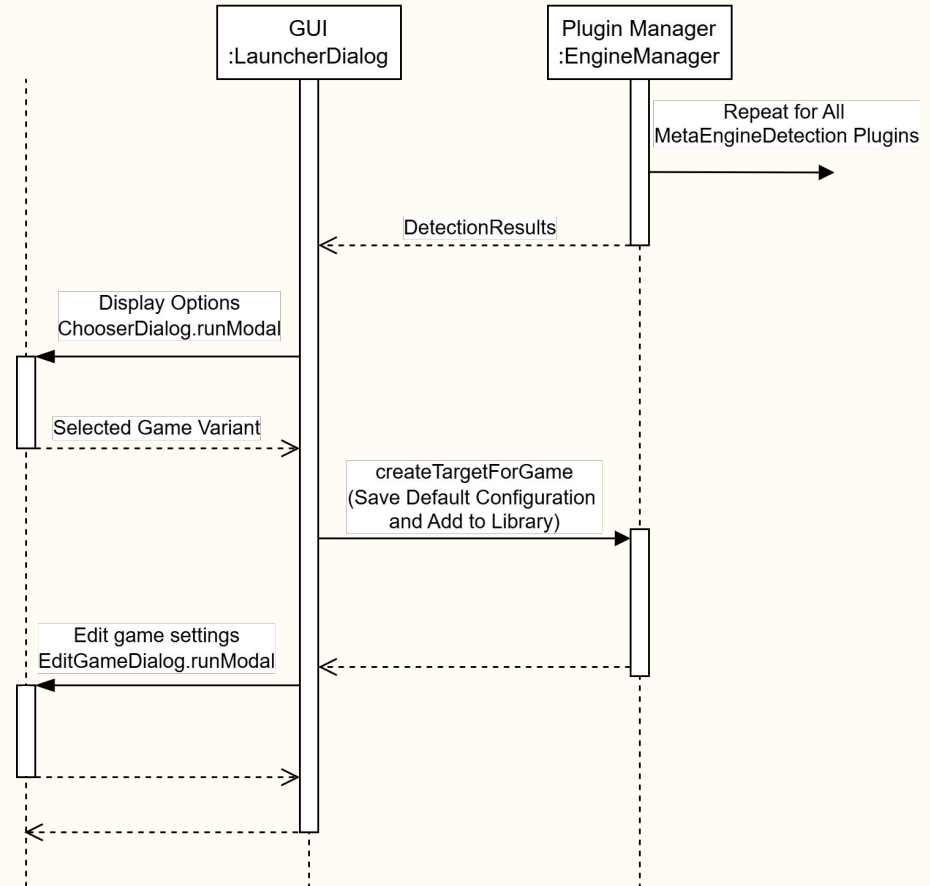 GUI
:LauncherDialog
Plugin Manager
:EngineManager
Repeat for All
MetaEngineDetection Plugins
DetectionResults
Display Options
ChooserDialog.runModal
Selected Game Variant
createTargetForGame
(Save Default Configuration
and Add to Library)
Edit game settings
EditGameDialog.runModal